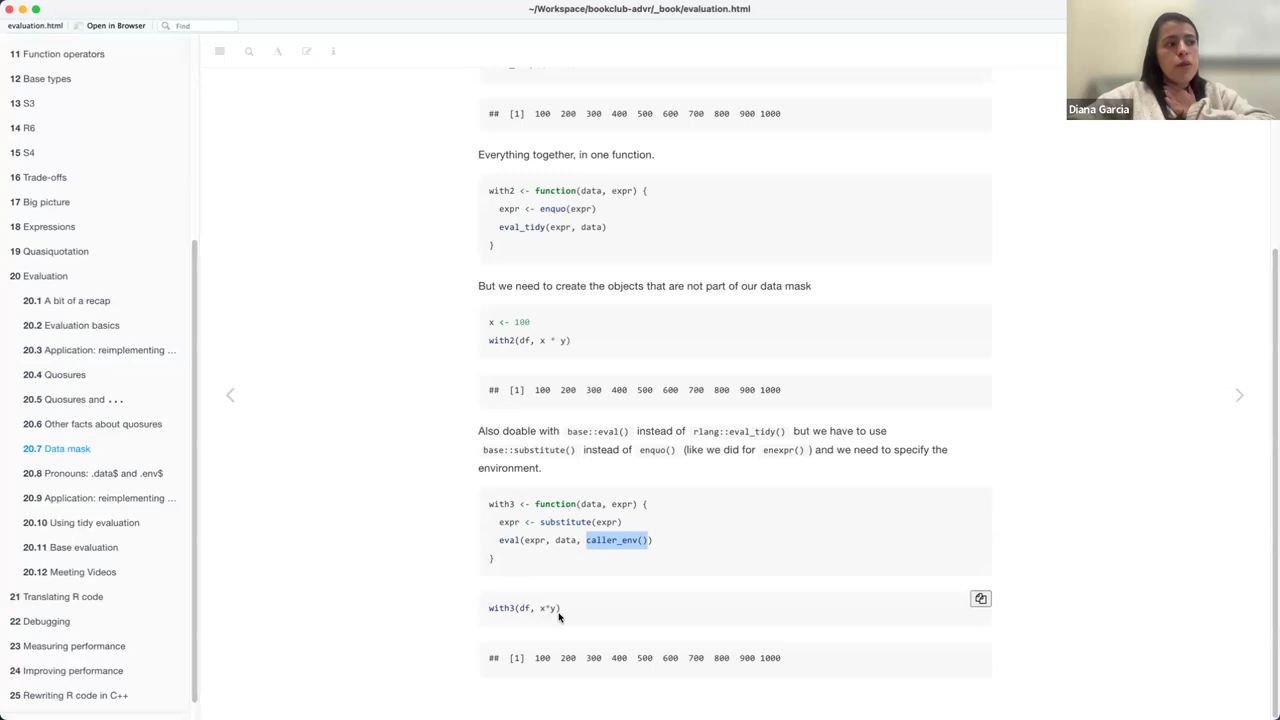 ~/Workspace/bookclub-advr/_book/evaluation.html
evaluation.html
Open in Browser
Find
11 Function operators
12 Base types
13 S3
14 R6
15 S4
16 Trade-offs
17 Big picture
18 Expressions
19 Quasiquotation
20 Evaluation
20.1 A bit of a recap
20.2 Evaluation basics
20.3 Application: reimplementing ...
20.4 Quosures
20.5 Quosures and ...
20.6 Other facts about quosures
20.7 Data mask
20.8 Pronouns: .data$ and .env$
20.9 Application: reimplementing ...
20.10 Using tidy evaluation
20.11 Base evaluation
20.12 Meeting Videos
21 Translating R code
22 Debugging
23 Measuring performance
24 Improving performance
25 Rewriting R code in C++
## [1] 100 200 300 400 500 600 700 800 900 1000
Everything together, in one function.
with2 <- function(data, expr) {
expr <- enquo(expr)
eval_tidy(expr, data)
}
But we need to create the objects that are not part of our data mask
x <- 100
with2(df, x * y)
## [1] 100 200 300 400 500 600 700 800 900 1000
Also doable with base::eval() instead of rlang::eval_tidy() but we have to use
base::substitute() instead of enquo() (like we did for enexpr() ) and we need to specify the
environment.
with3 <- function(data, expr) {
expr <- substitute(expr)
eval(expr, data, caller_env())
}
with3(df, x*y)
## [1] 100 200 300 400 500 600 700 800 900 1000
Diana Garcia